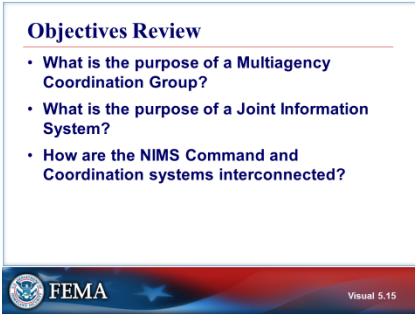 Objectives Review
• What is the purpose of a Multiagency
Coordination Group?
• What is the purpose of a Joint Information
System?
• How are the NIMS Command and
Coordination systems interconnected?
FEMA
Visual 5.15